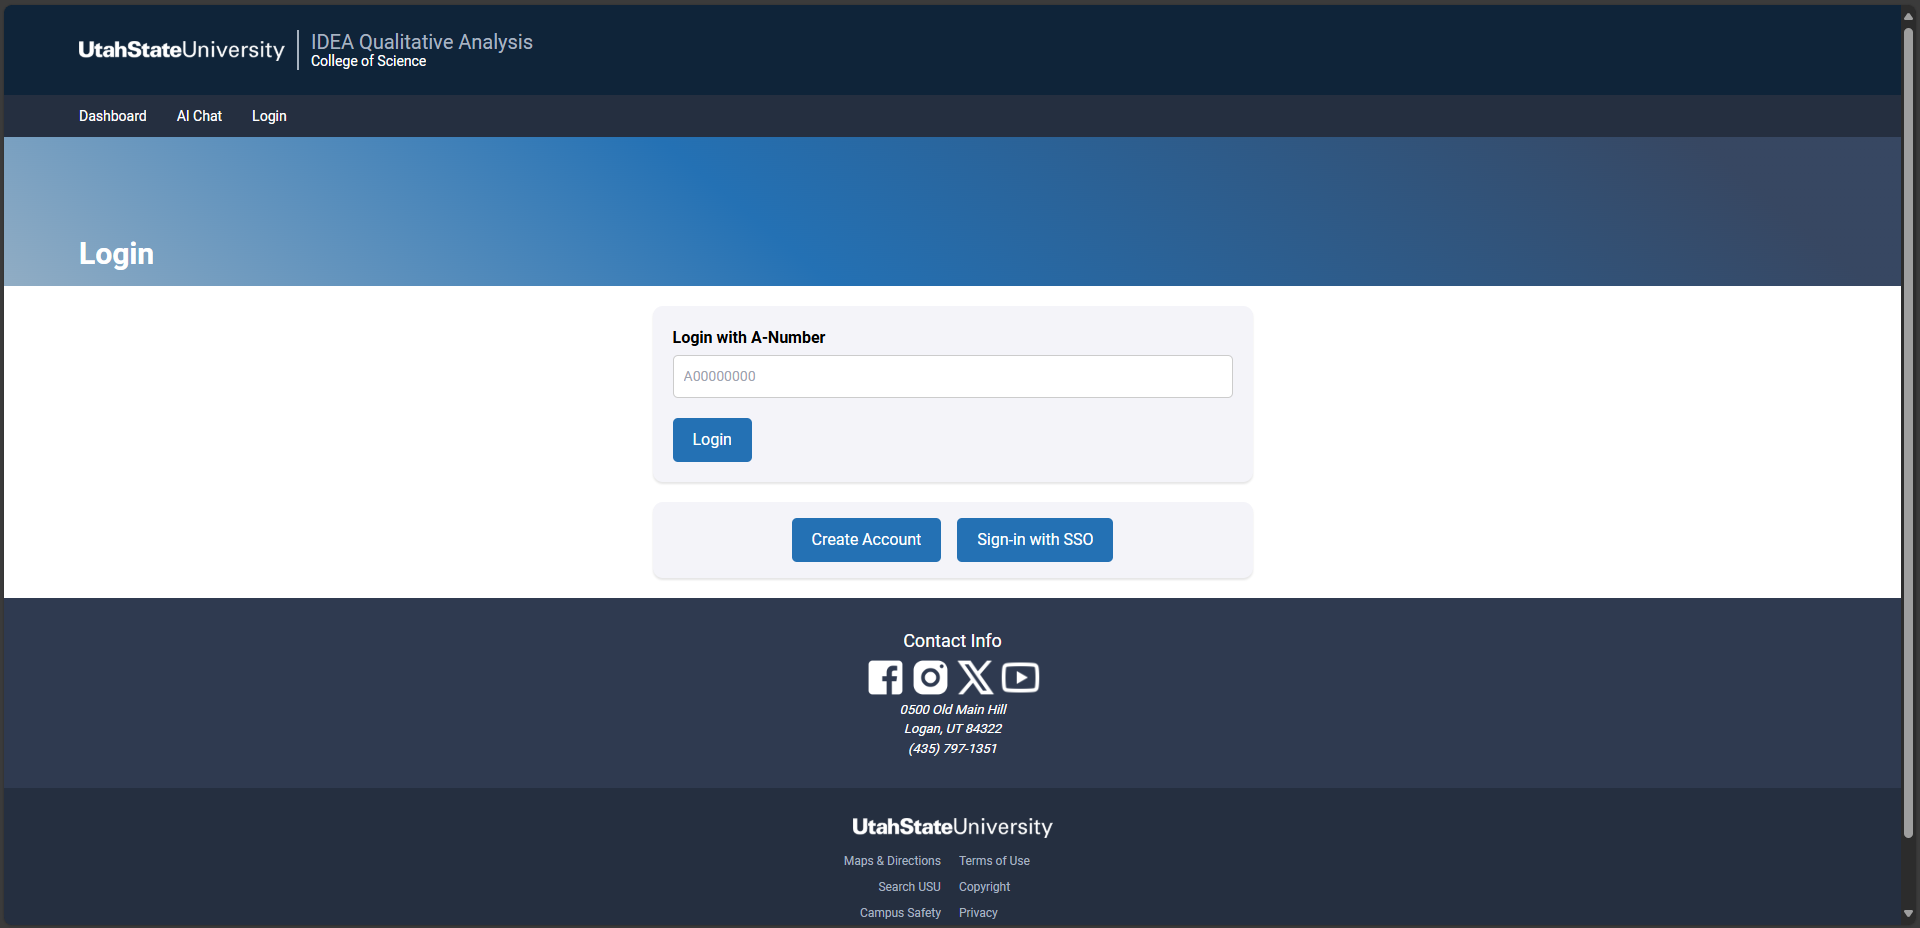 UtahStateUniversity
IDEA Qualitative Analysis
College of Science
Dashboard
AI Chat
Login
Login
Login with A-Number
A00000000
Login
Create Account
Sign-in with SSO
Contact Info
0500 Old Main Hill
Logan, UT 84322
(435) 797-1351
UtahStateUniversity
Maps & Directions
Terms of Use
Search USU
Copyright
Campus Safety
Privacy